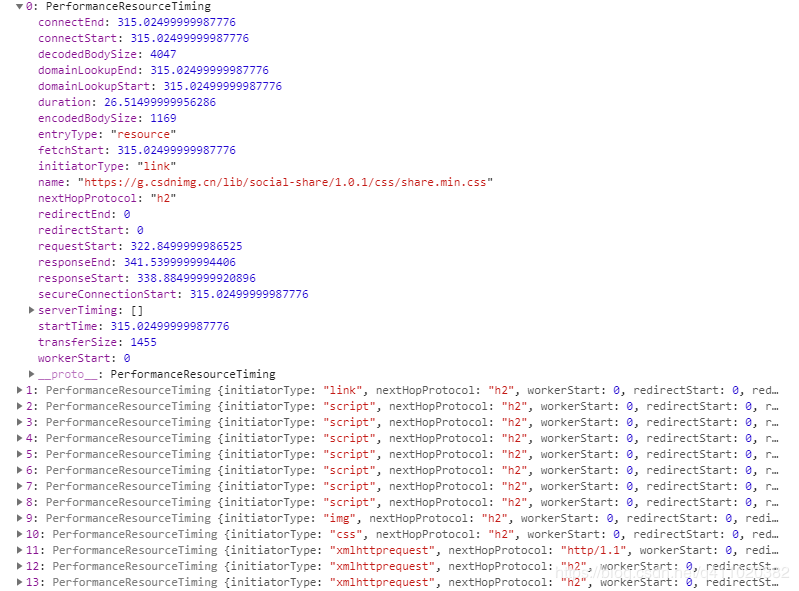 ▼0: PerformanceResourceTiming
connectEnd: 315.02499999987776
connectStart: 315.02499999987776
decodedBodySize: 4047
domainLookupEnd: 315.02499999987776
domainLookupStart: 315.02499999987776
duration: 26.51499999956286
encodedBodySize: 1169
entryType: "resource"
fetchStart: 315.02499999987776
initiatorType: "link"
name: "https://g.csdnimg.cn/lib/social-share/1.0.1/css/share.min.css"
nextHopProtocol: "h2"
redirectEnd: 0
redirectStart: 0
requestStart: 322.8499999986525
responseEnd: 341.5399999994406
responseStart: 338.88499999920896
secureConnectionStart: 315.02499999987776
▶serverTiming: []
startTime: 315.02499999987776
transferSize: 1455
workerStart: 0
▶__proto__: PerformanceResourceTiming
▶1: PerformanceResourceTiming {initiatorType: "link", nextHopProtocol: "h2", workerStart: 0, redirectStart: 0, red…
▶2: PerformanceResourceTiming {initiatorType: "script", nextHopProtocol: "h2", workerStart: 0, redirectStart: 0, r…
▶3: PerformanceResourceTiming {initiatorType: "script", nextHopProtocol: "h2", workerStart: 0, redirectStart: 0, r…
▶4: PerformanceResourceTiming {initiatorType: "script", nextHopProtocol: "h2", workerStart: 0, redirectStart: 0, r…
▶5: PerformanceResourceTiming {initiatorType: "script", nextHopProtocol: "h2", workerStart: 0, redirectStart: 0, r…
▶6: PerformanceResourceTiming {initiatorType: "script", nextHopProtocol: "h2", workerStart: 0, redirectStart: 0, r…
▶7: PerformanceResourceTiming {initiatorType: "script", nextHopProtocol: "h2", workerStart: 0, redirectStart: 0, r…
▶8: PerformanceResourceTiming {initiatorType: "script", nextHopProtocol: "h2", workerStart: 0, redirectStart: 0, r…
▶9: PerformanceResourceTiming {initiatorType: "img", nextHopProtocol: "h2", workerStart: 0, redirectStart: 0, redi…
▶10: PerformanceResourceTiming {initiatorType: "css", nextHopProtocol: "h2", workerStart: 0, redirectStart: 0, redi…
▶11: PerformanceResourceTiming {initiatorType: "xmlhttprequest", nextHopProtocol: "http/1.1", workerStart: 0, redi…
▶12: PerformanceResourceTiming {initiatorType: "xmlhttprequest", nextHopProtocol: "h2", workerStart: 0, redirectSt…
▶13: PerformanceResourceTiming {initiatorType: "xmlhttprequest", nextHopProtocol: "h2", workerStart: 0, redirectSt…